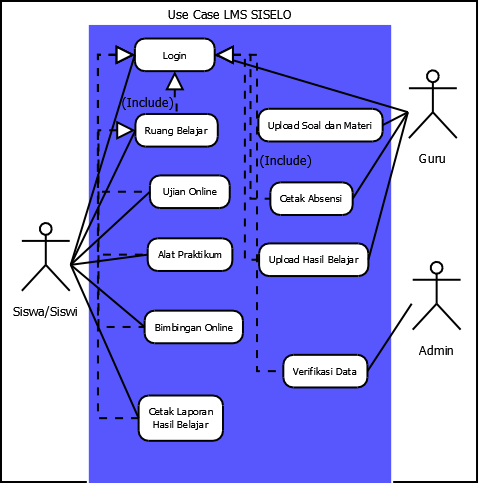 Use Case LMS SISELO
Login
(Include)
Ruang Belajar
Upload Soal dan Materi
Guru
(Include)
Ujian Online
Cetak Absensi
Alat Praktikum
Upload Hasil Belajar
Siswa/Siswi
Bimbingan Online
Admin
Verifikasi Data
Cetak Laporan
Hasil Belajar